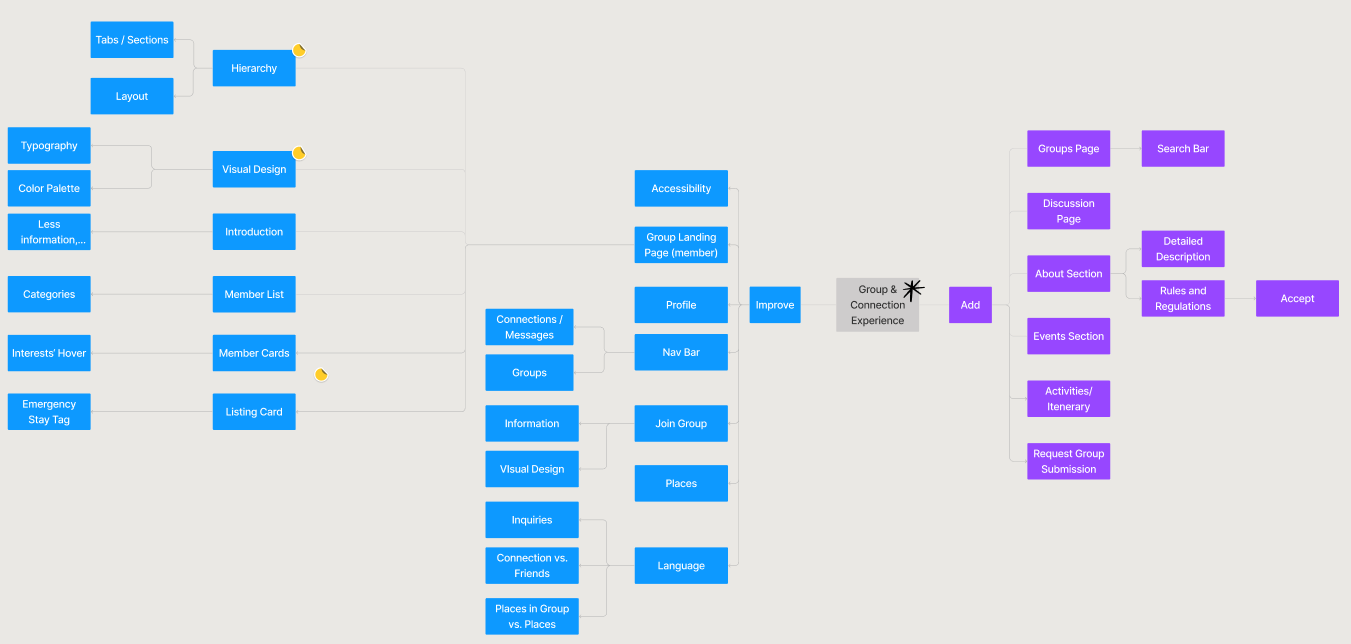 Tabs / Sections
Layout
Hierarchy
Typography
Color Palette
Visual Design
Less
information,...
Introduction
Categories
Member List
Interests' Hover
Member Cards
Emergency
Stay Tag
Listing Card
Accessibility
Group Landing
Page (member)
Profile
Connections /
Messages
Groups
Nav Bar
Information
VIsual Design
Join Group
Places
Inquiries
Connection vs.
Friends
Places in Group
vs. Places
Language
Improve
Group &
Connection
Experience
Add
Groups Page
Search Bar
Discussion
Page
About Section
Detailed
Description
Rules and
Regulations
Accept
Events Section
Activities/
Itenerary
Request Group
Submission